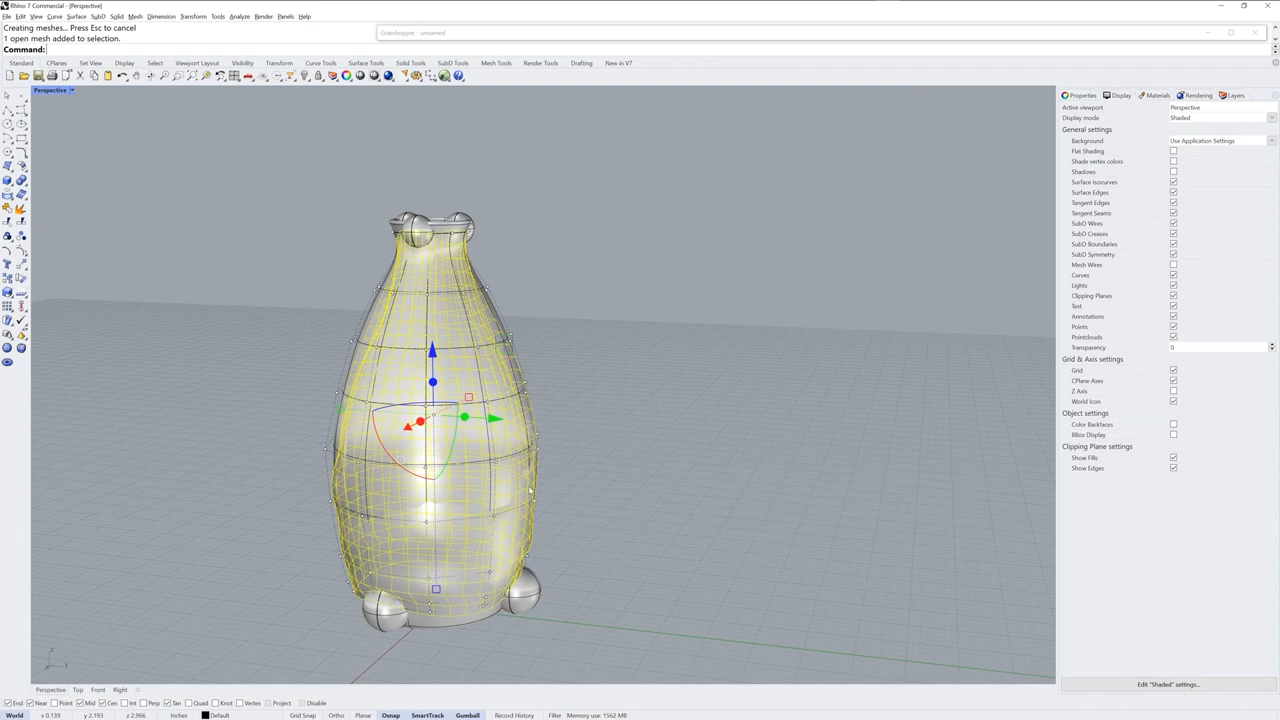 Rhino 7 Commercial - [Perspective]
File Edit View Curve Surface SubD Solid Mesh Dimension Transform Tools Analyze Render Panels Help
Creating meshes... Press Esc to cancel
1 open mesh added to selection.
Command:
Grasshopper - unnamed
Standard CPlanes Set View Display Select Viewport Layout Visibility Transform Curve Tools Surface Tools Solid Tools SubD Tools Mesh Tools Render Tools Drafting New in V7
Perspective
Properties Display Materials Rendering Layers
Active viewport Perspective
Display mode Shaded
General settings
Background Use Application Settings
Flat Shading
Shade vertex colors
Shadows
Surface Isocurves
Surface Edges
Tangent Edges
Tangent Seams
SubD Wires
SubD Creases
SubD Boundaries
SubD Symmetry
Mesh Wires
Curves
Lights
Clipping Planes
Text
Annotations
Points
Pointclouds
Transparency 0
Grid & Axis settings
Grid
CPlane Axes
Z Axis
World Icon
Object settings
Color Backfaces
BBox Display
Clipping Plane settings
Show Fills
Show Edges
Edit "Shaded" settings...
Perspective Top Front Right
End Near Point Mid Cen Int Perp Tan Quad Knot Vertex Project Disable
World x 0.139 y 2.193 z 2.966 Inches Default Grid Snap Ortho Planar Osnap SmartTrack Gumball Record History Filter Memory use: 1562 MB